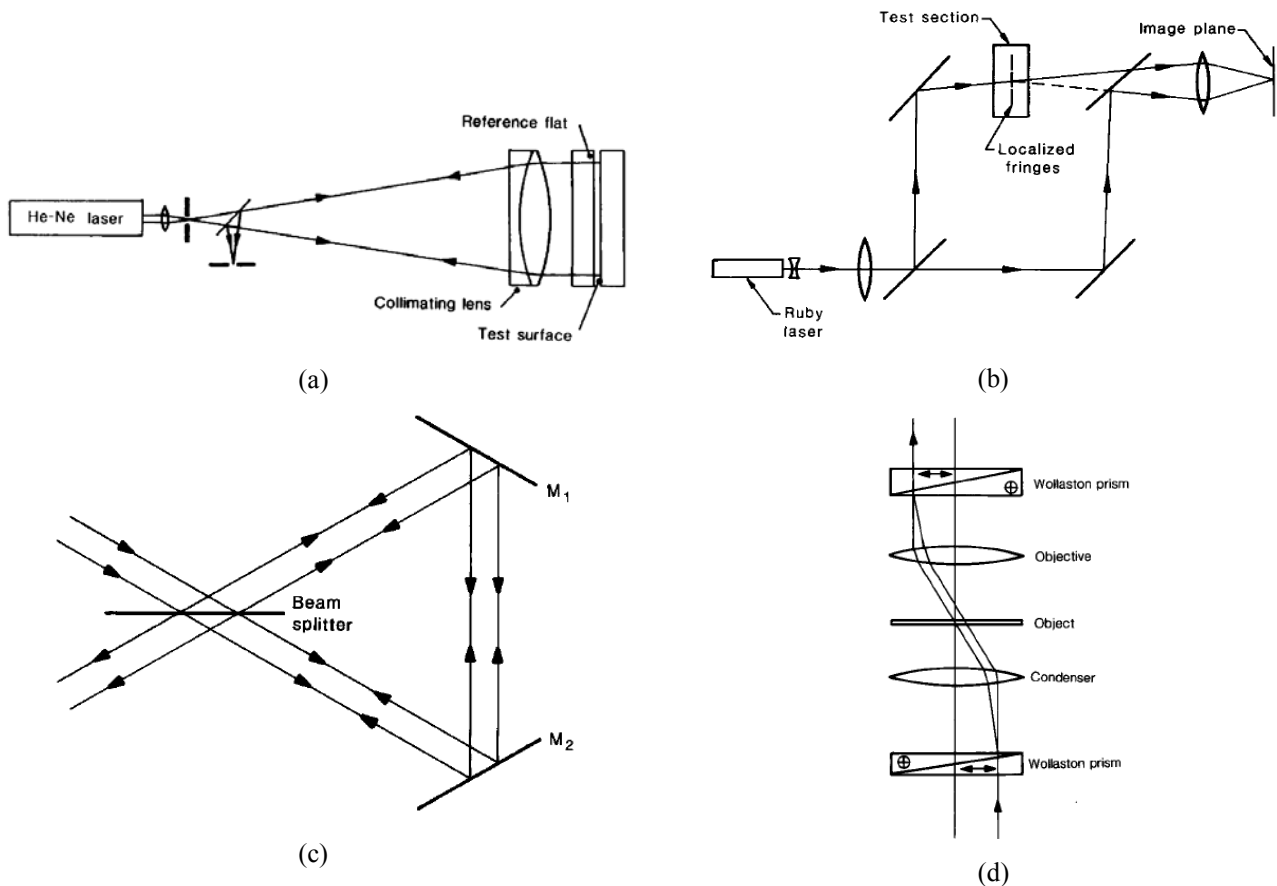 He-Ne laser
Reference flat
Collimating lens
Test surface
(a)
Test section
Image plane
Localized
fringes
Ruby
laser
(b)
M1
Beam
splitter
M2
(c)
Wollaston prism
Objective
Object
Condenser
Wollaston prism
(d)